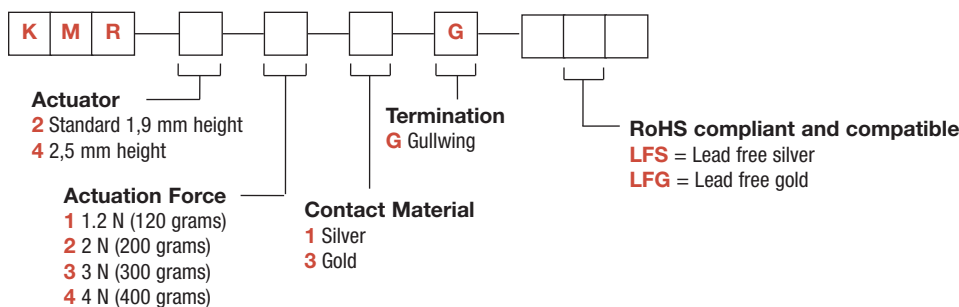 K M R G
Actuator
2 Standard 1,9 mm height
4 2,5 mm height
Termination
G Gullwing
RoHS compliant and compatible
LFS = Lead free silver
LFG = Lead free gold
Actuation Force
1 1.2 N (120 grams)
2 2 N (200 grams)
3 3 N (300 grams)
4 4 N (400 grams)
Contact Material
1 Silver
3 Gold